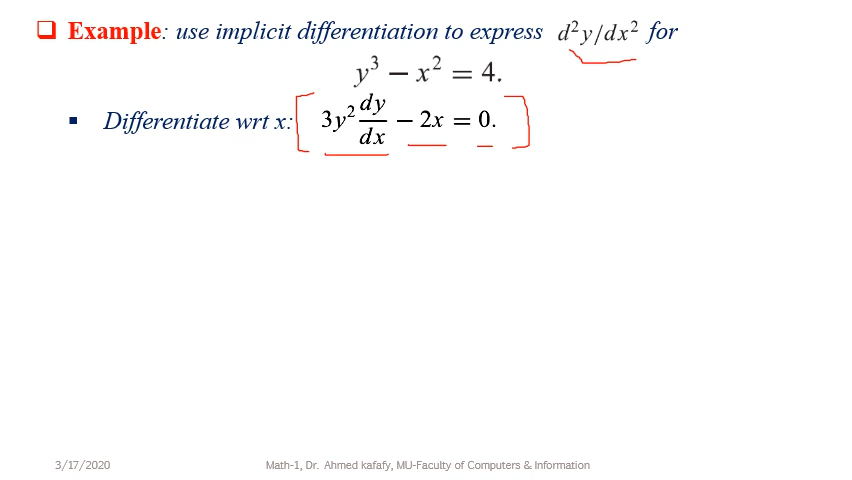 ❑ Example: use implicit differentiation to express d²y/dx² for
y³ − x² = 4.
▪ Differentiate wrt x: 3y² dy/dx − 2x = 0.
3/17/2020 Math-1, Dr. Ahmed kafafy, MU-Faculty of Computers & Information